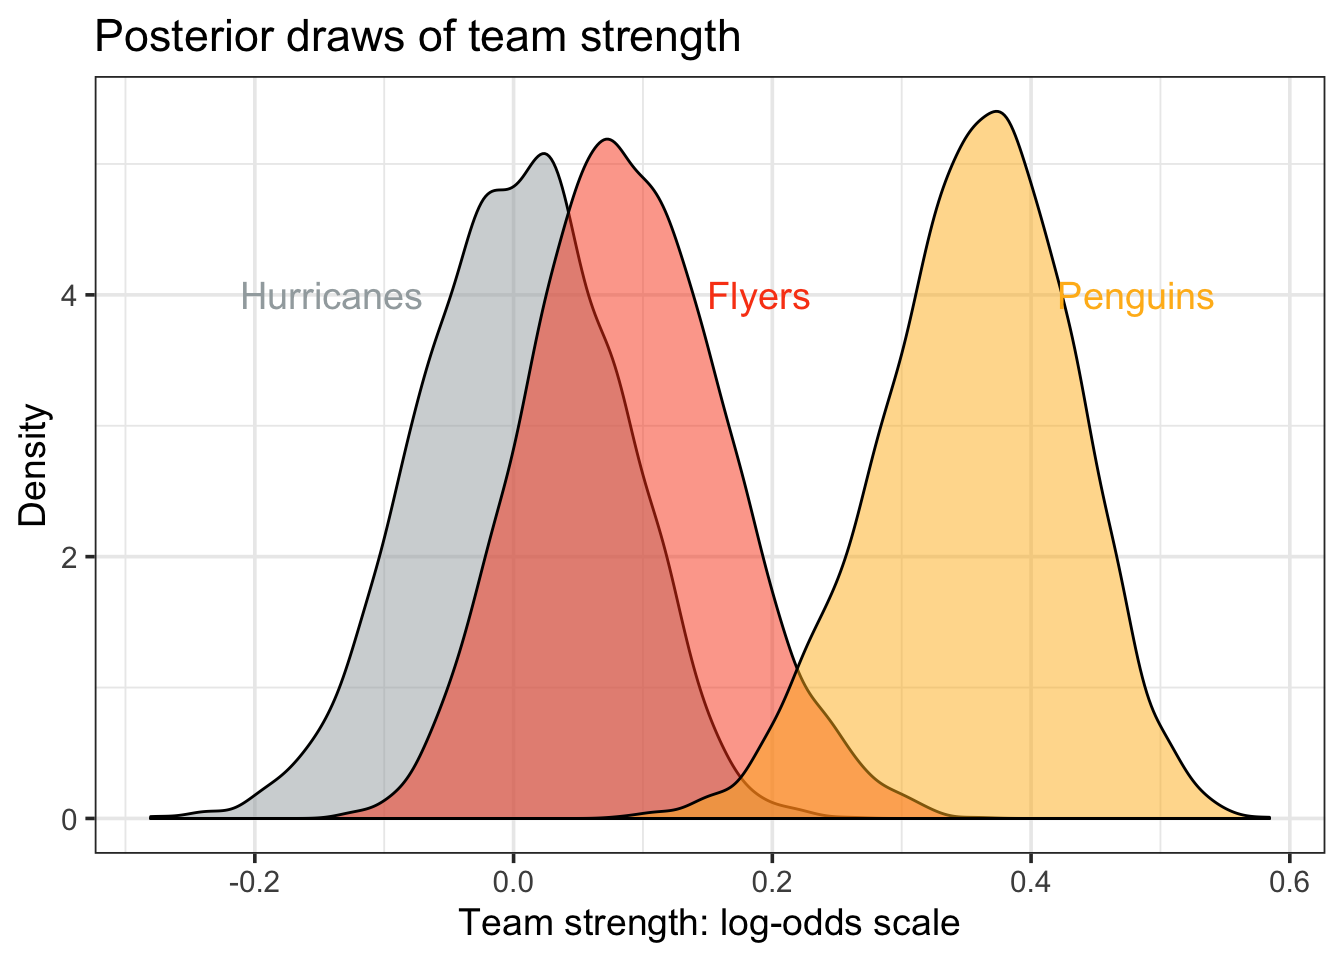 Posterior draws of team strength
Density
4
2
0
Hurricanes
Flyers
Penguins
-0.2
0.0
0.2
0.4
0.6
Team strength: log-odds scale